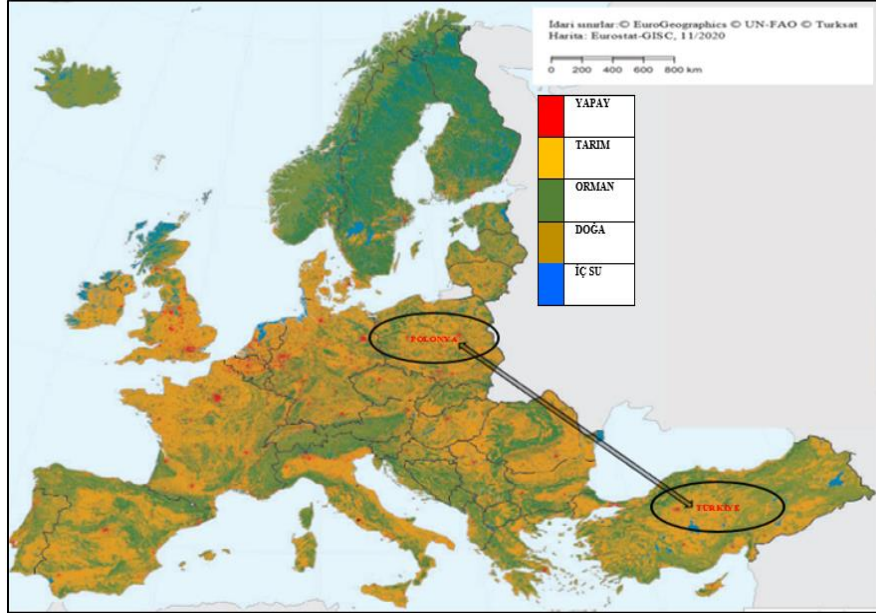 İdari sınırlar:© EuroGeographics © UN-FAO © Turksat
Harita: Eurostat-GISC, 11/2020
0 200 400 600 800 km
YAPAY
TARIM
ORMAN
DOĞA
İÇ SU
POLONYA
TÜRKİYE